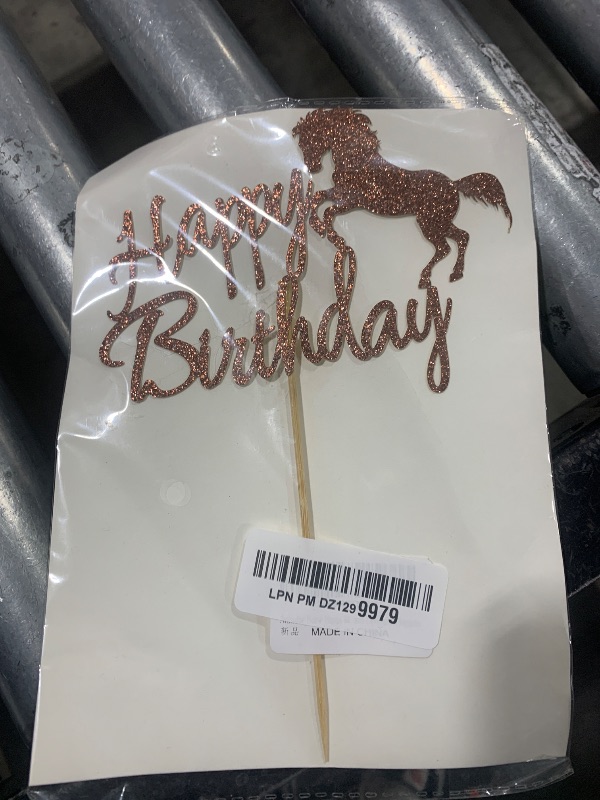 Happy
Birthday
LPN PM DZ1299979
新品 MADE IN CHINA